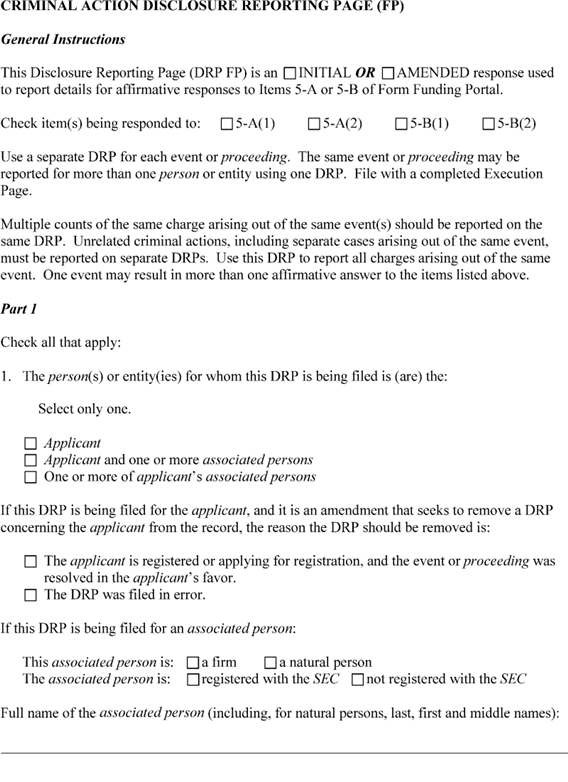 CRIMINAL ACTION DISCLOSURE REPORTING PAGE (FP)
General Instructions
This Disclosure Reporting Page (DRP FP) is an ☐INITIAL OR ☐AMENDED response used
to report details for affirmative responses to Items 5-A or 5-B of Form Funding Portal.
Check item(s) being responded to: ☐5-A(1) ☐5-A(2) ☐5-B(1) ☐5-B(2)
Use a separate DRP for each event or proceeding. The same event or proceeding may be
reported for more than one person or entity using one DRP. File with a completed Execution
Page.
Multiple counts of the same charge arising out of the same event(s) should be reported on the
same DRP. Unrelated criminal actions, including separate cases arising out of the same event,
must be reported on separate DRPs. Use this DRP to report all charges arising out of the same
event. One event may result in more than one affirmative answer to the items listed above.
Part 1
Check all that apply:
1. The person(s) or entity(ies) for whom this DRP is being filed is (are) the:
Select only one.
☐ Applicant
☐ Applicant and one or more associated persons
☐ One or more of applicant's associated persons
If this DRP is being filed for the applicant, and it is an amendment that seeks to remove a DRP
concerning the applicant from the record, the reason the DRP should be removed is:
☐ The applicant is registered or applying for registration, and the event or proceeding was
resolved in the applicant's favor.
☐ The DRP was filed in error.
If this DRP is being filed for an associated person:
This associated person is: ☐a firm ☐a natural person
The associated person is: ☐registered with the SEC ☐not registered with the SEC
Full name of the associated person (including, for natural persons, last, first and middle names):